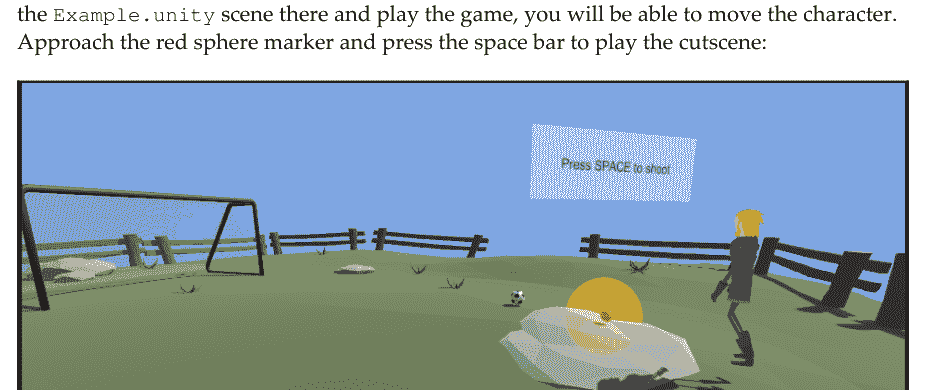 the Example.unity scene there and play the game, you will be able to move the character.
Approach the red sphere marker and press the space bar to play the cutscene:
Press SPACE to shoot